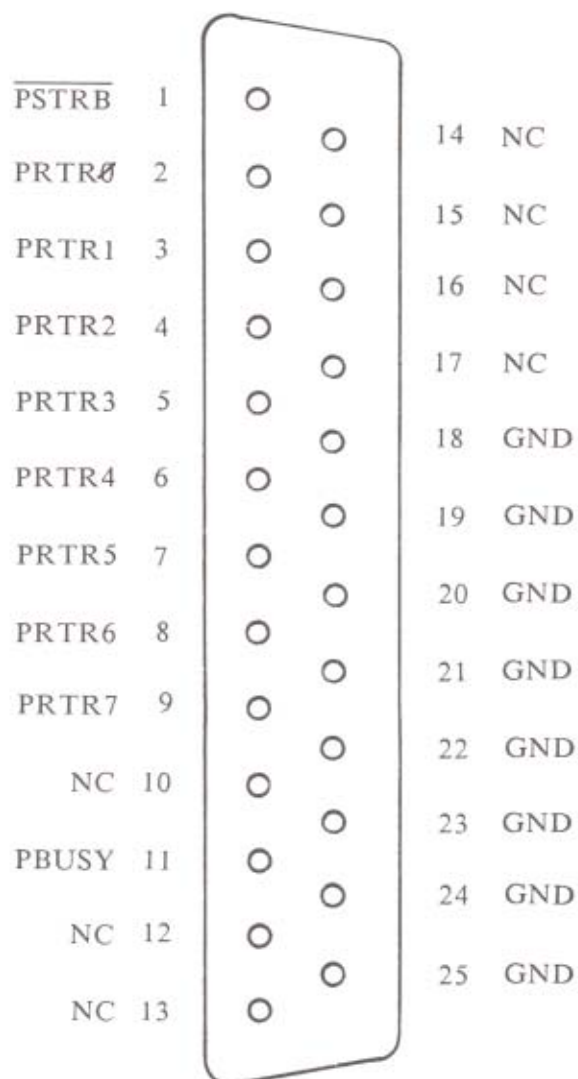 PSTRB 1
PRTR0 2
PRTR1 3
PRTR2 4
PRTR3 5
PRTR4 6
PRTR5 7
PRTR6 8
PRTR7 9
NC 10
PBUSY 11
NC 12
NC 13
14 NC
15 NC
16 NC
17 NC
18 GND
19 GND
20 GND
21 GND
22 GND
23 GND
24 GND
25 GND